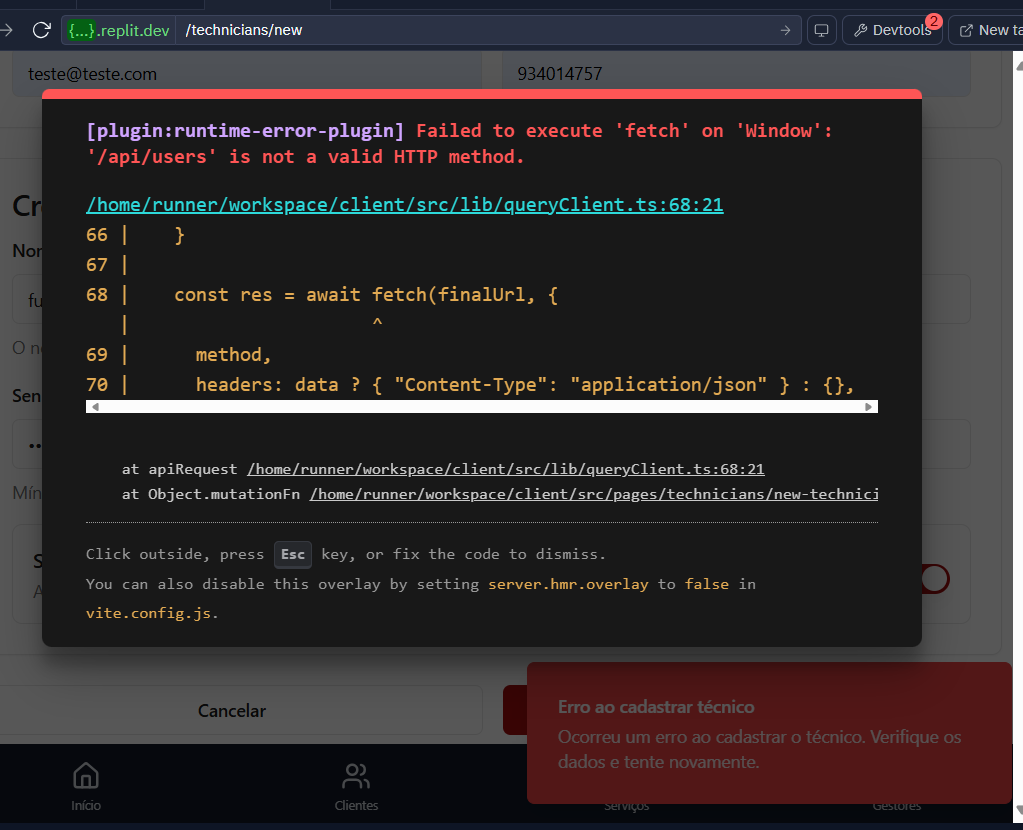 {...}.replit.dev /technicians/new Devtools 2 New ta
teste@teste.com 934014757
[plugin:runtime-error-plugin] Failed to execute 'fetch' on 'Window':
'/api/users' is not a valid HTTP method.
/home/runner/workspace/client/src/lib/queryClient.ts:68:21
66 | }
67 |
68 | const res = await fetch(finalUrl, {
| ^
69 | method,
70 | headers: data ? { "Content-Type": "application/json" } : {},
at apiRequest /home/runner/workspace/client/src/lib/queryClient.ts:68:21
at Object.mutationFn /home/runner/workspace/client/src/pages/technicians/new-technici
Click outside, press Esc key, or fix the code to dismiss.
You can also disable this overlay by setting server.hmr.overlay to false in
vite.config.js.
Cr
Nor
fu
O no
Sen
••
Mín
S
A
Cancelar
Erro ao cadastrar técnico
Ocorreu um erro ao cadastrar o técnico. Verifique os
dados e tente novamente.
Início Clientes Serviços Gestores